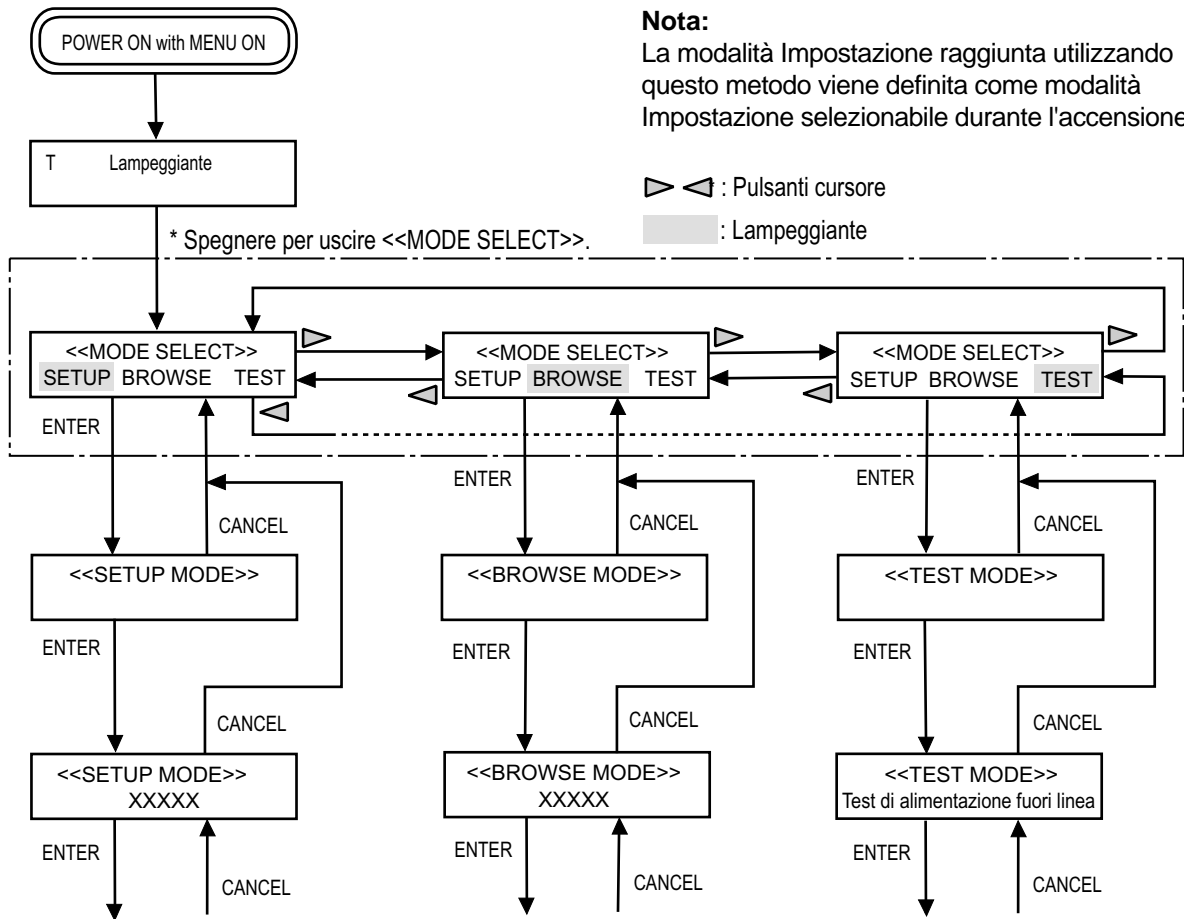 POWER ON with MENU ON
Nota:
La modalità Impostazione raggiunta utilizzando
questo metodo viene definita come modalità
Impostazione selezionabile durante l'accensione
T Lampeggiante
: Pulsanti cursore
: Lampeggiante
* Spegnere per uscire <<MODE SELECT>>.
<<MODE SELECT>>
SETUP BROWSE TEST
<<MODE SELECT>>
SETUP BROWSE TEST
<<MODE SELECT>>
SETUP BROWSE TEST
ENTER
ENTER
ENTER
CANCEL
CANCEL
CANCEL
<<SETUP MODE>>
<<BROWSE MODE>>
<<TEST MODE>>
ENTER
ENTER
ENTER
CANCEL
CANCEL
CANCEL
<<SETUP MODE>>
XXXXX
<<BROWSE MODE>>
XXXXX
<<TEST MODE>>
Test di alimentazione fuori linea
ENTER
ENTER
ENTER
CANCEL
CANCEL
CANCEL